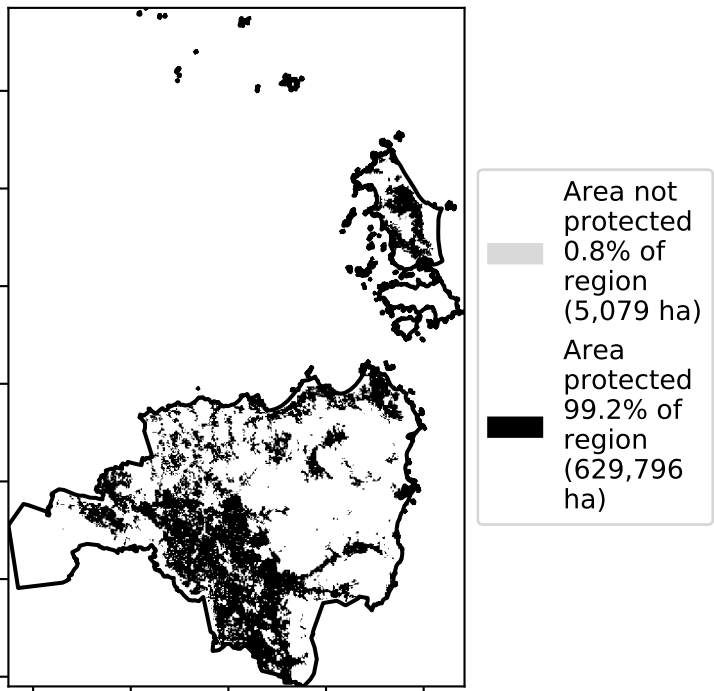 Area not
protected
0.8% of
region
(5,079 ha)
Area
protected
99.2% of
region
(629,796
ha)